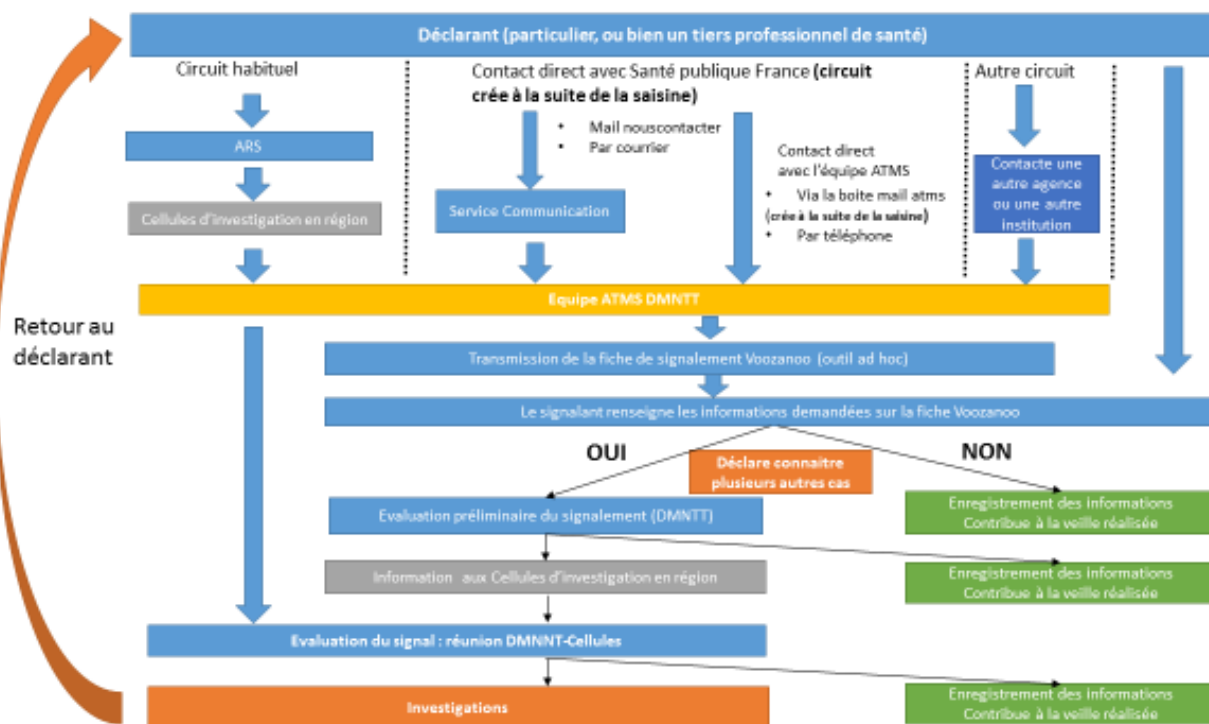 Déclarant (particulier, ou bien un tiers professionnel de santé)
Circuit habituel
Contact direct avec Santé publique France (circuit
crée à la suite de la saisine)
Autre circuit
• Mail nouscontacter
• Par courrier
ARS
Contact direct
avec l'équipe ATMS
• Via la boite mail atms
(crée à la suite de la saisine)
• Par téléphone
Contacte une
autre agence
ou une autre
institution
Cellules d'investigation en région
Service Communication
Equipe ATMS DMNTT
Retour au
déclarant
Transmission de la fiche de signalement Voozanoo (outil ad hoc)
Le signalant renseigne les informations demandées sur la fiche Voozanoo
OUI
Déclare connaitre
plusieurs autres cas
NON
Evaluation préliminaire du signalement (DMNTT)
Enregistrement des informations
Contribue à la veille réalisée
Information aux Cellules d'investigation en région
Enregistrement des informations
Contribue à la veille réalisée
Evaluation du signal : réunion DMNNT-Cellules
Investigations
Enregistrement des informations
Contribue à la veille réalisée